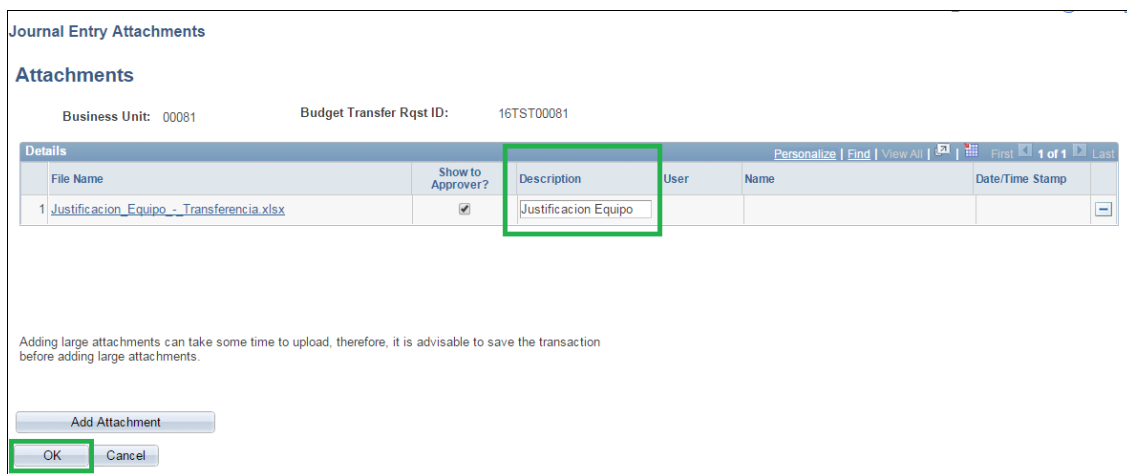 Journal Entry Attachments
Attachments
Business Unit: 00081 Budget Transfer Rqst ID: 16TST00081
Details Personalize | Find | View All | | First 1 of 1 Last
File Name Show to Approver? Description User Name Date/Time Stamp
1 Justificacion_Equipo_-_Transferencia.xlsx Justificacion Equipo
Adding large attachments can take some time to upload, therefore, it is advisable to save the transaction
before adding large attachments.
Add Attachment
OK Cancel